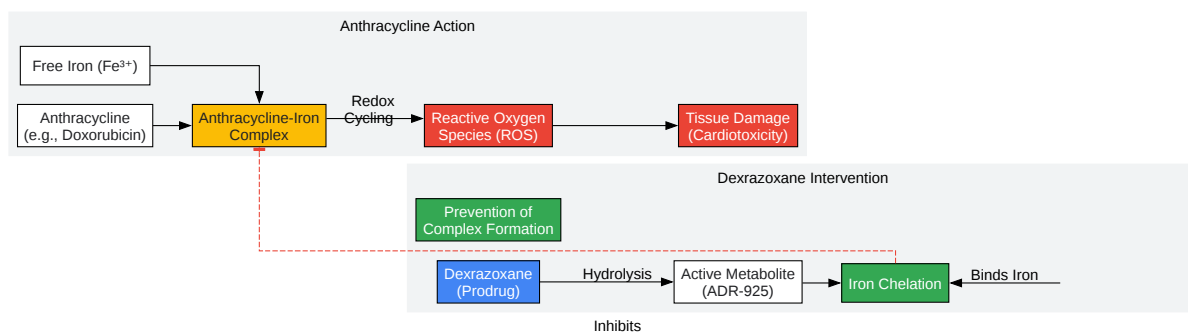 Anthracycline Action
Free Iron (Fe³⁺)
Anthracycline
(e.g., Doxorubicin)
Anthracycline-Iron
Complex
Redox
Cycling
Reactive Oxygen
Species (ROS)
Tissue Damage
(Cardiotoxicity)
Dexrazoxane Intervention
Prevention of
Complex Formation
Dexrazoxane
(Prodrug)
Hydrolysis
Active Metabolite
(ADR-925)
Iron Chelation
Binds Iron
Inhibits